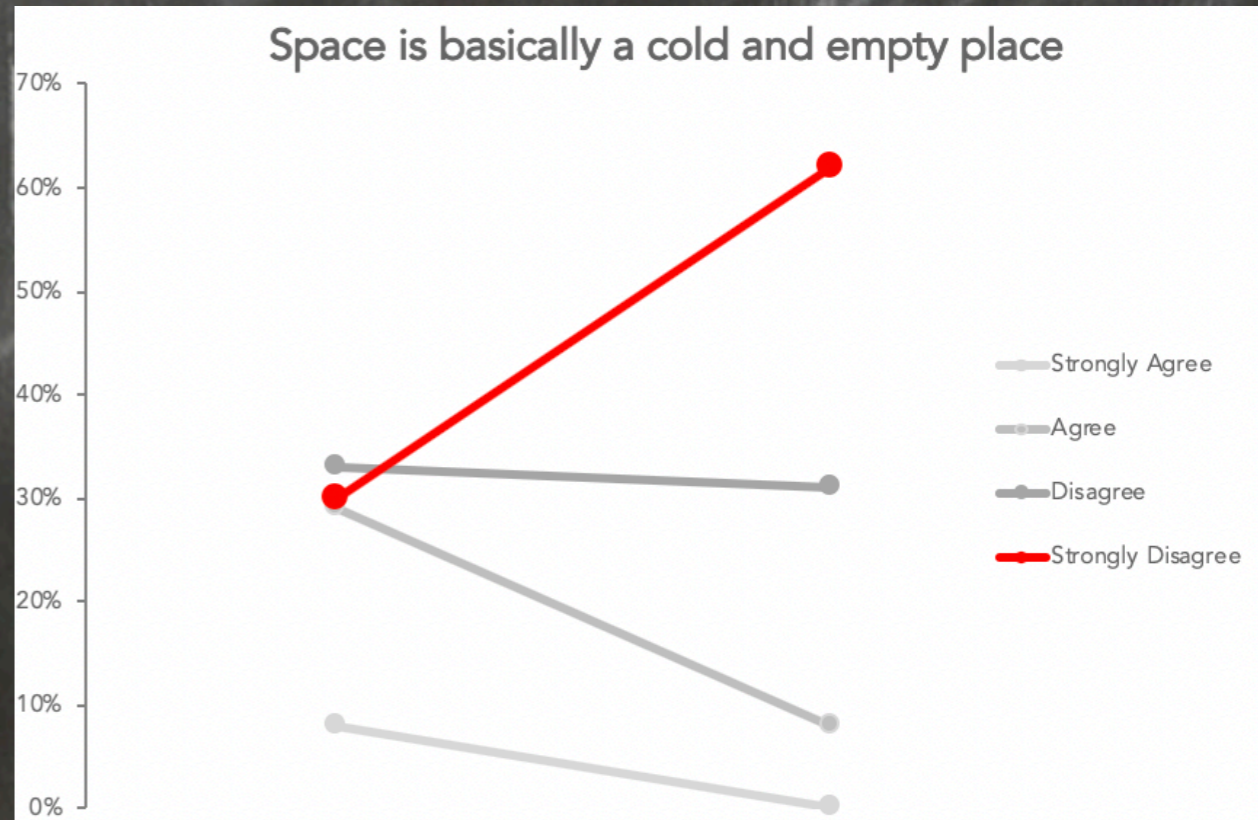 Space is basically a cold and empty place
70%
60%
50%
40%
30%
20%
10%
0%
Strongly Agree
Agree
Disagree
Strongly Disagree